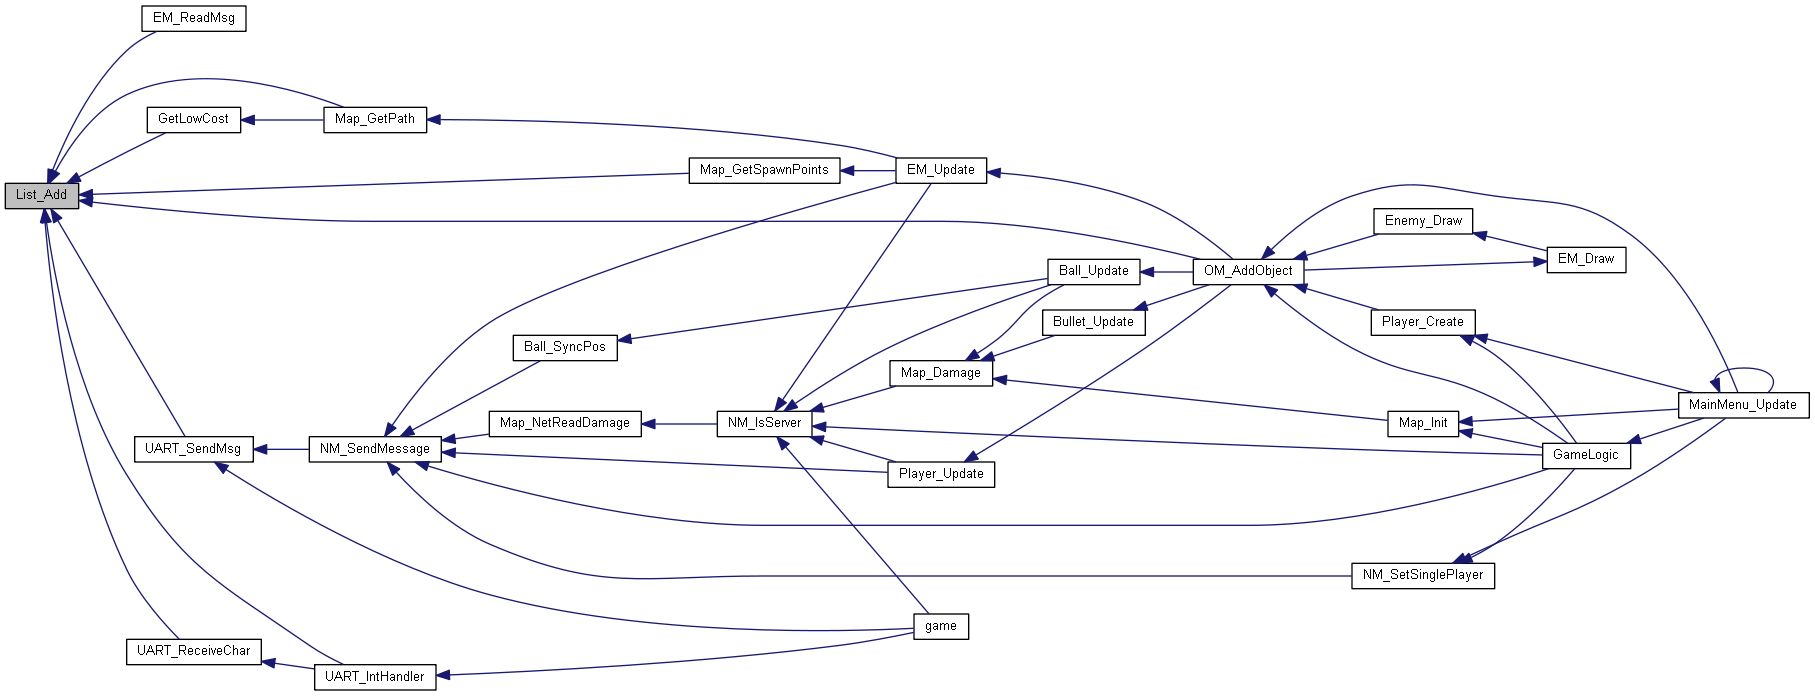 EM_ReadMsg
GetLowCost
Map_GetPath
Map_GetSpawnPoints
EM_Update
List_Add
Enemy_Draw
EM_Draw
Ball_Update
OM_AddObject
Bullet_Update
Player_Create
Ball_SyncPos
Map_Damage
MainMenu_Update
Map_NetReadDamage
NM_IsServer
Map_Init
UART_SendMsg
NM_SendMessage
GameLogic
Player_Update
NM_SetSinglePlayer
game
UART_ReceiveChar
UART_IntHandler